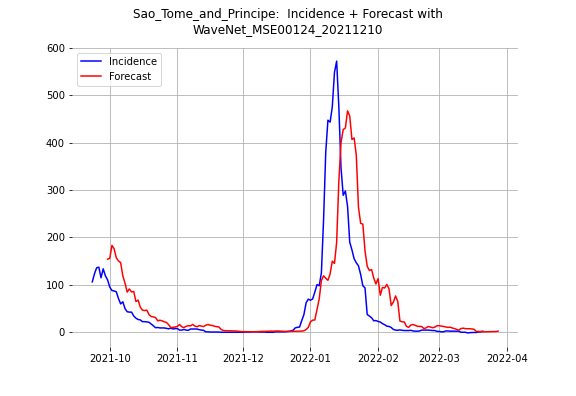 Sao_Tome_and_Principe:  Incidence + Forecast with
WaveNet_MSE00124_20211210
600
Incidence
Forecast
500
400
300
200
100
0
2021-10 2021-11 2021-12 2022-01 2022-02 2022-03 2022-04